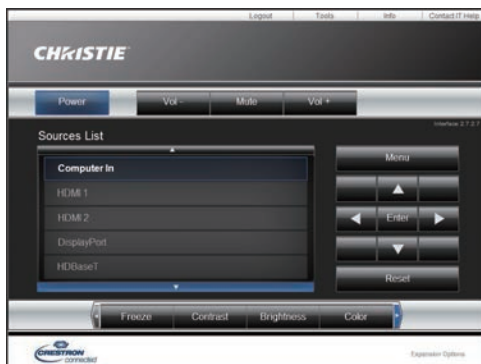 Logout Tools Info Contact IT Help
CHRISTIE
Power Vol - Mute Vol +
Interface 2.7.2.7
Sources List
Computer In
Menu
HDMI 1
HDMI 2
Enter
DisplayPort
HDBaseT
Reset
Freeze Contrast Brightness Color
CRESTRON
connected
Expansion Options